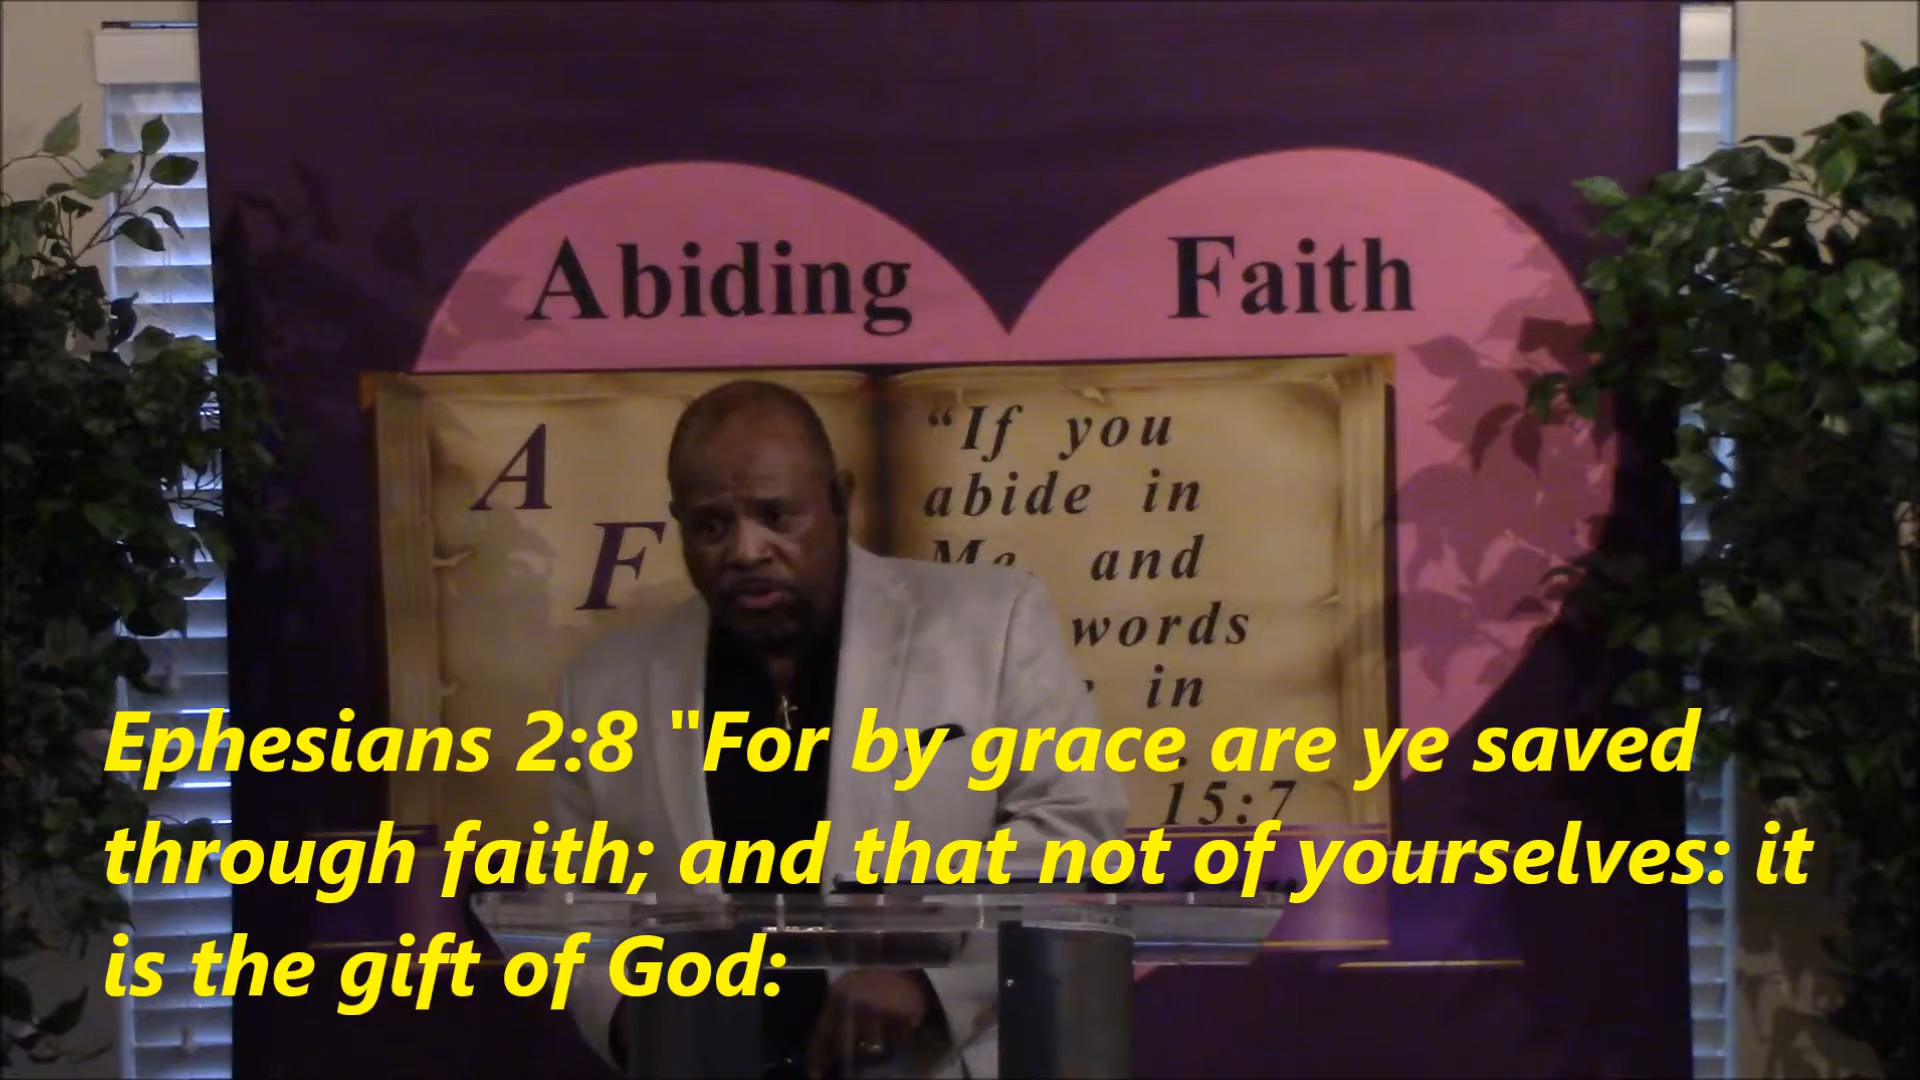 Abiding Faith
A
F
“If you
abide in
and
words
in
15:7
Ephesians 2:8 "For by grace are ye saved
through faith; and that not of yourselves: it
is the gift of God: